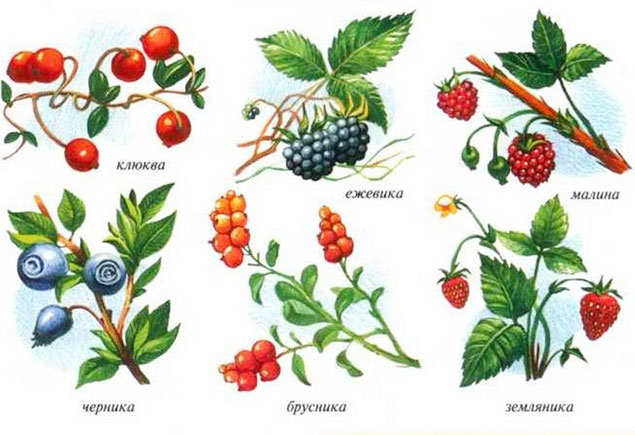 клюква
ежевика
малина
черника
брусника
земляника